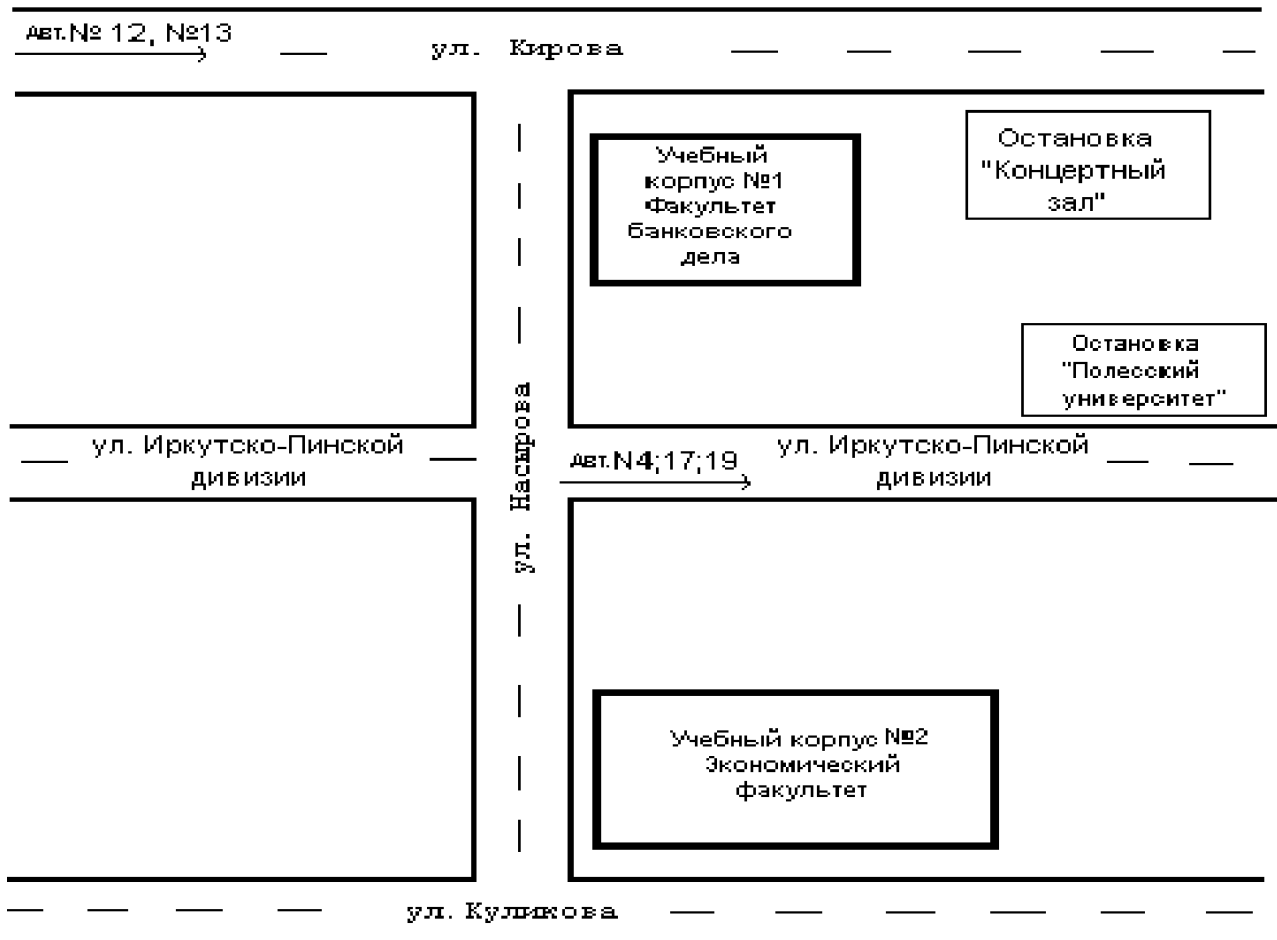 Авт.№ 12, №13
ул. Кирова
Учебный
корпус №1
Факультет
банковского
дела
Остановка
"Концертный
зал"
Остановка
"Полесский
университет"
ул. Насырова
ул. Иркутско-Пинской
дивизии
Авт.N4;17;19
ул. Иркутско-Пинской
дивизии
Учебный корпус №2
Экономический
факультет
ул. Куликова